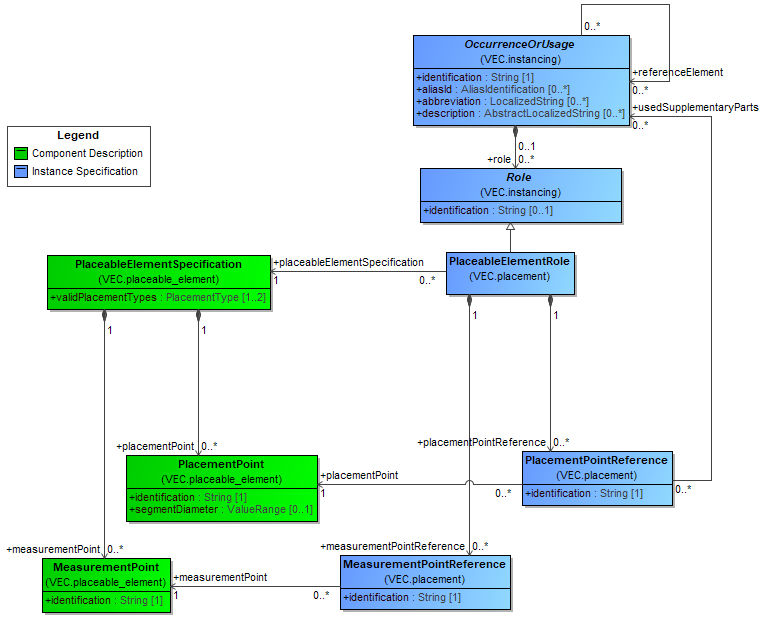 0..*
OccurrenceOrUsage
(VEC.instancing)
+identification : String [1]
+aliasId : AliasIdentification [0..*]
+abbreviation : LocalizedString [0..*]
+description : AbstractLocalizedString [0..*]
+referenceElement
0..*
+usedSupplementaryParts
0..*
Legend
Component Description
Instance Specification
0..1
+role 0..*
Role
(VEC.instancing)
+identification : String [0..1]
PlaceableElementSpecification
(VEC.placeable_element)
+validPlacementTypes : PlacementType [1..2]
+placeableElementSpecification
1
0..*
PlaceableElementRole
(VEC.placement)
1
1
1
1
+placementPoint 0..*
+placementPointReference 0..*
PlacementPoint
(VEC.placeable_element)
+identification : String [1]
+segmentDiameter : ValueRange [0..1]
+placementPoint
1
0..*
PlacementPointReference
(VEC.placement)
+identification : String [1]
0..*
+measurementPoint 0..*
+measurementPointReference 0..*
MeasurementPoint
(VEC.placeable_element)
+identification : String [1]
+measurementPoint
1
0..*
MeasurementPointReference
(VEC.placement)
+identification : String [1]